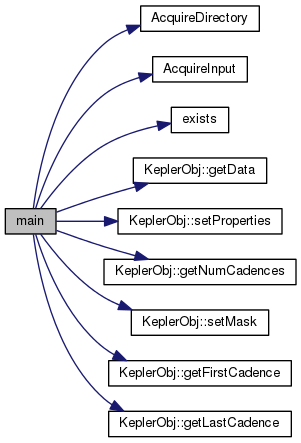 AcquireDirectory
AcquireInput
exists
KeplerObj::getData
main
KeplerObj::setProperties
KeplerObj::getNumCadences
KeplerObj::setMask
KeplerObj::getFirstCadence
KeplerObj::getLastCadence